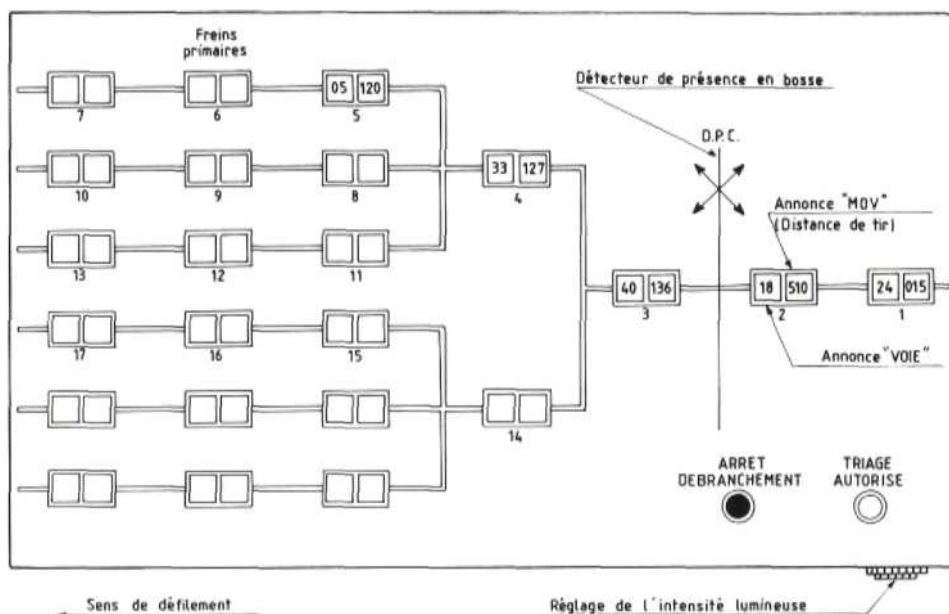 Freins
primaires
Détecteur de présence en bosse
D.P.C.
05 120
7 6 5
33 127
10 9 8 4
Annonce "MOV"
(Distance de tir)
13 12 11
40 136 18 510 24 015
3 2 1
17 16 15
Annonce "VOIE"
14
ARRET
DEBRANCHEMENT
TRIAGE
AUTORISE
Sens de défilement
Réglage de l'intensité lumineuse